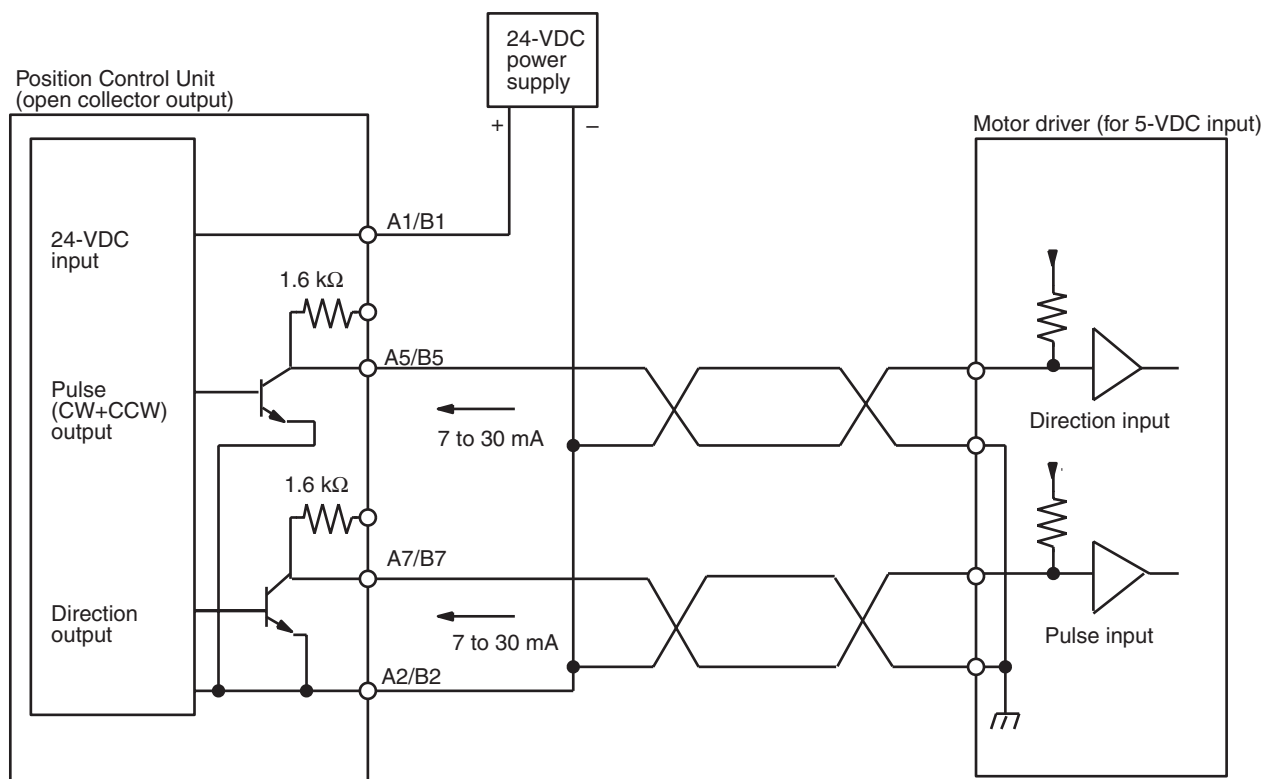 24-VDC
power
supply
Position Control Unit
(open collector output)
+
–
Motor driver (for 5-VDC input)
A1/B1
24-VDC
input
1.6 kΩ
A5/B5
Pulse
(CW+CCW)
output
7 to 30 mA
Direction input
1.6 kΩ
A7/B7
Direction
output
7 to 30 mA
Pulse input
A2/B2